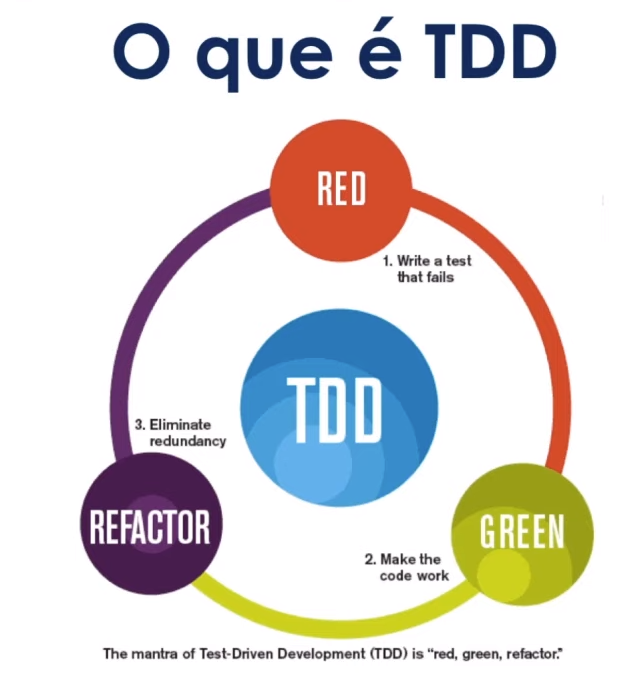 O que é TDD
RED
1. Write a test
that fails
TDD
3. Eliminate
redundancy
REFACTOR
GREEN
2. Make the
code work
The mantra of Test-Driven Development (TDD) is “red, green, refactor.”